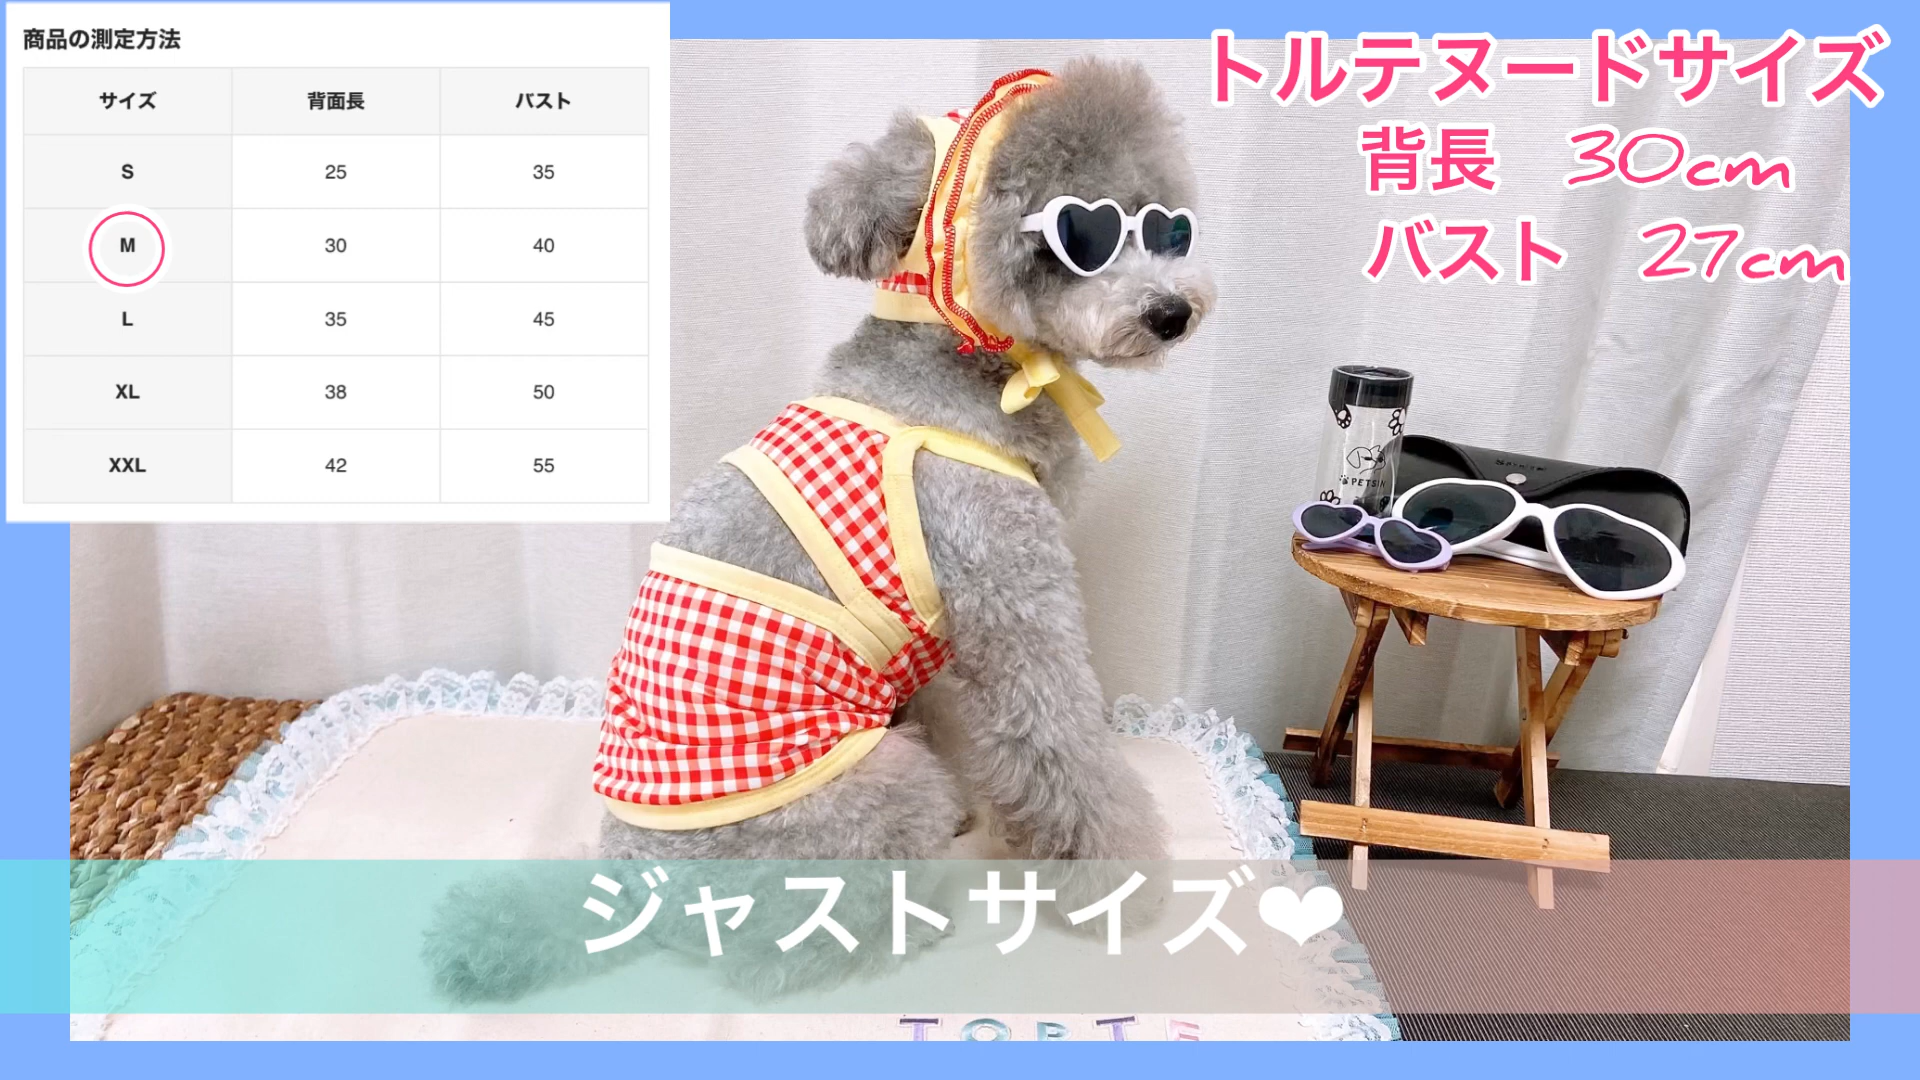 商品の測定方法
サイズ 背面長 バスト
S 25 35
M 30 40
L 35 45
XL 38 50
XXL 42 55
トルテヌードサイズ
背長 30cm
バスト 27cm
PETS
ジャストサイズ❤